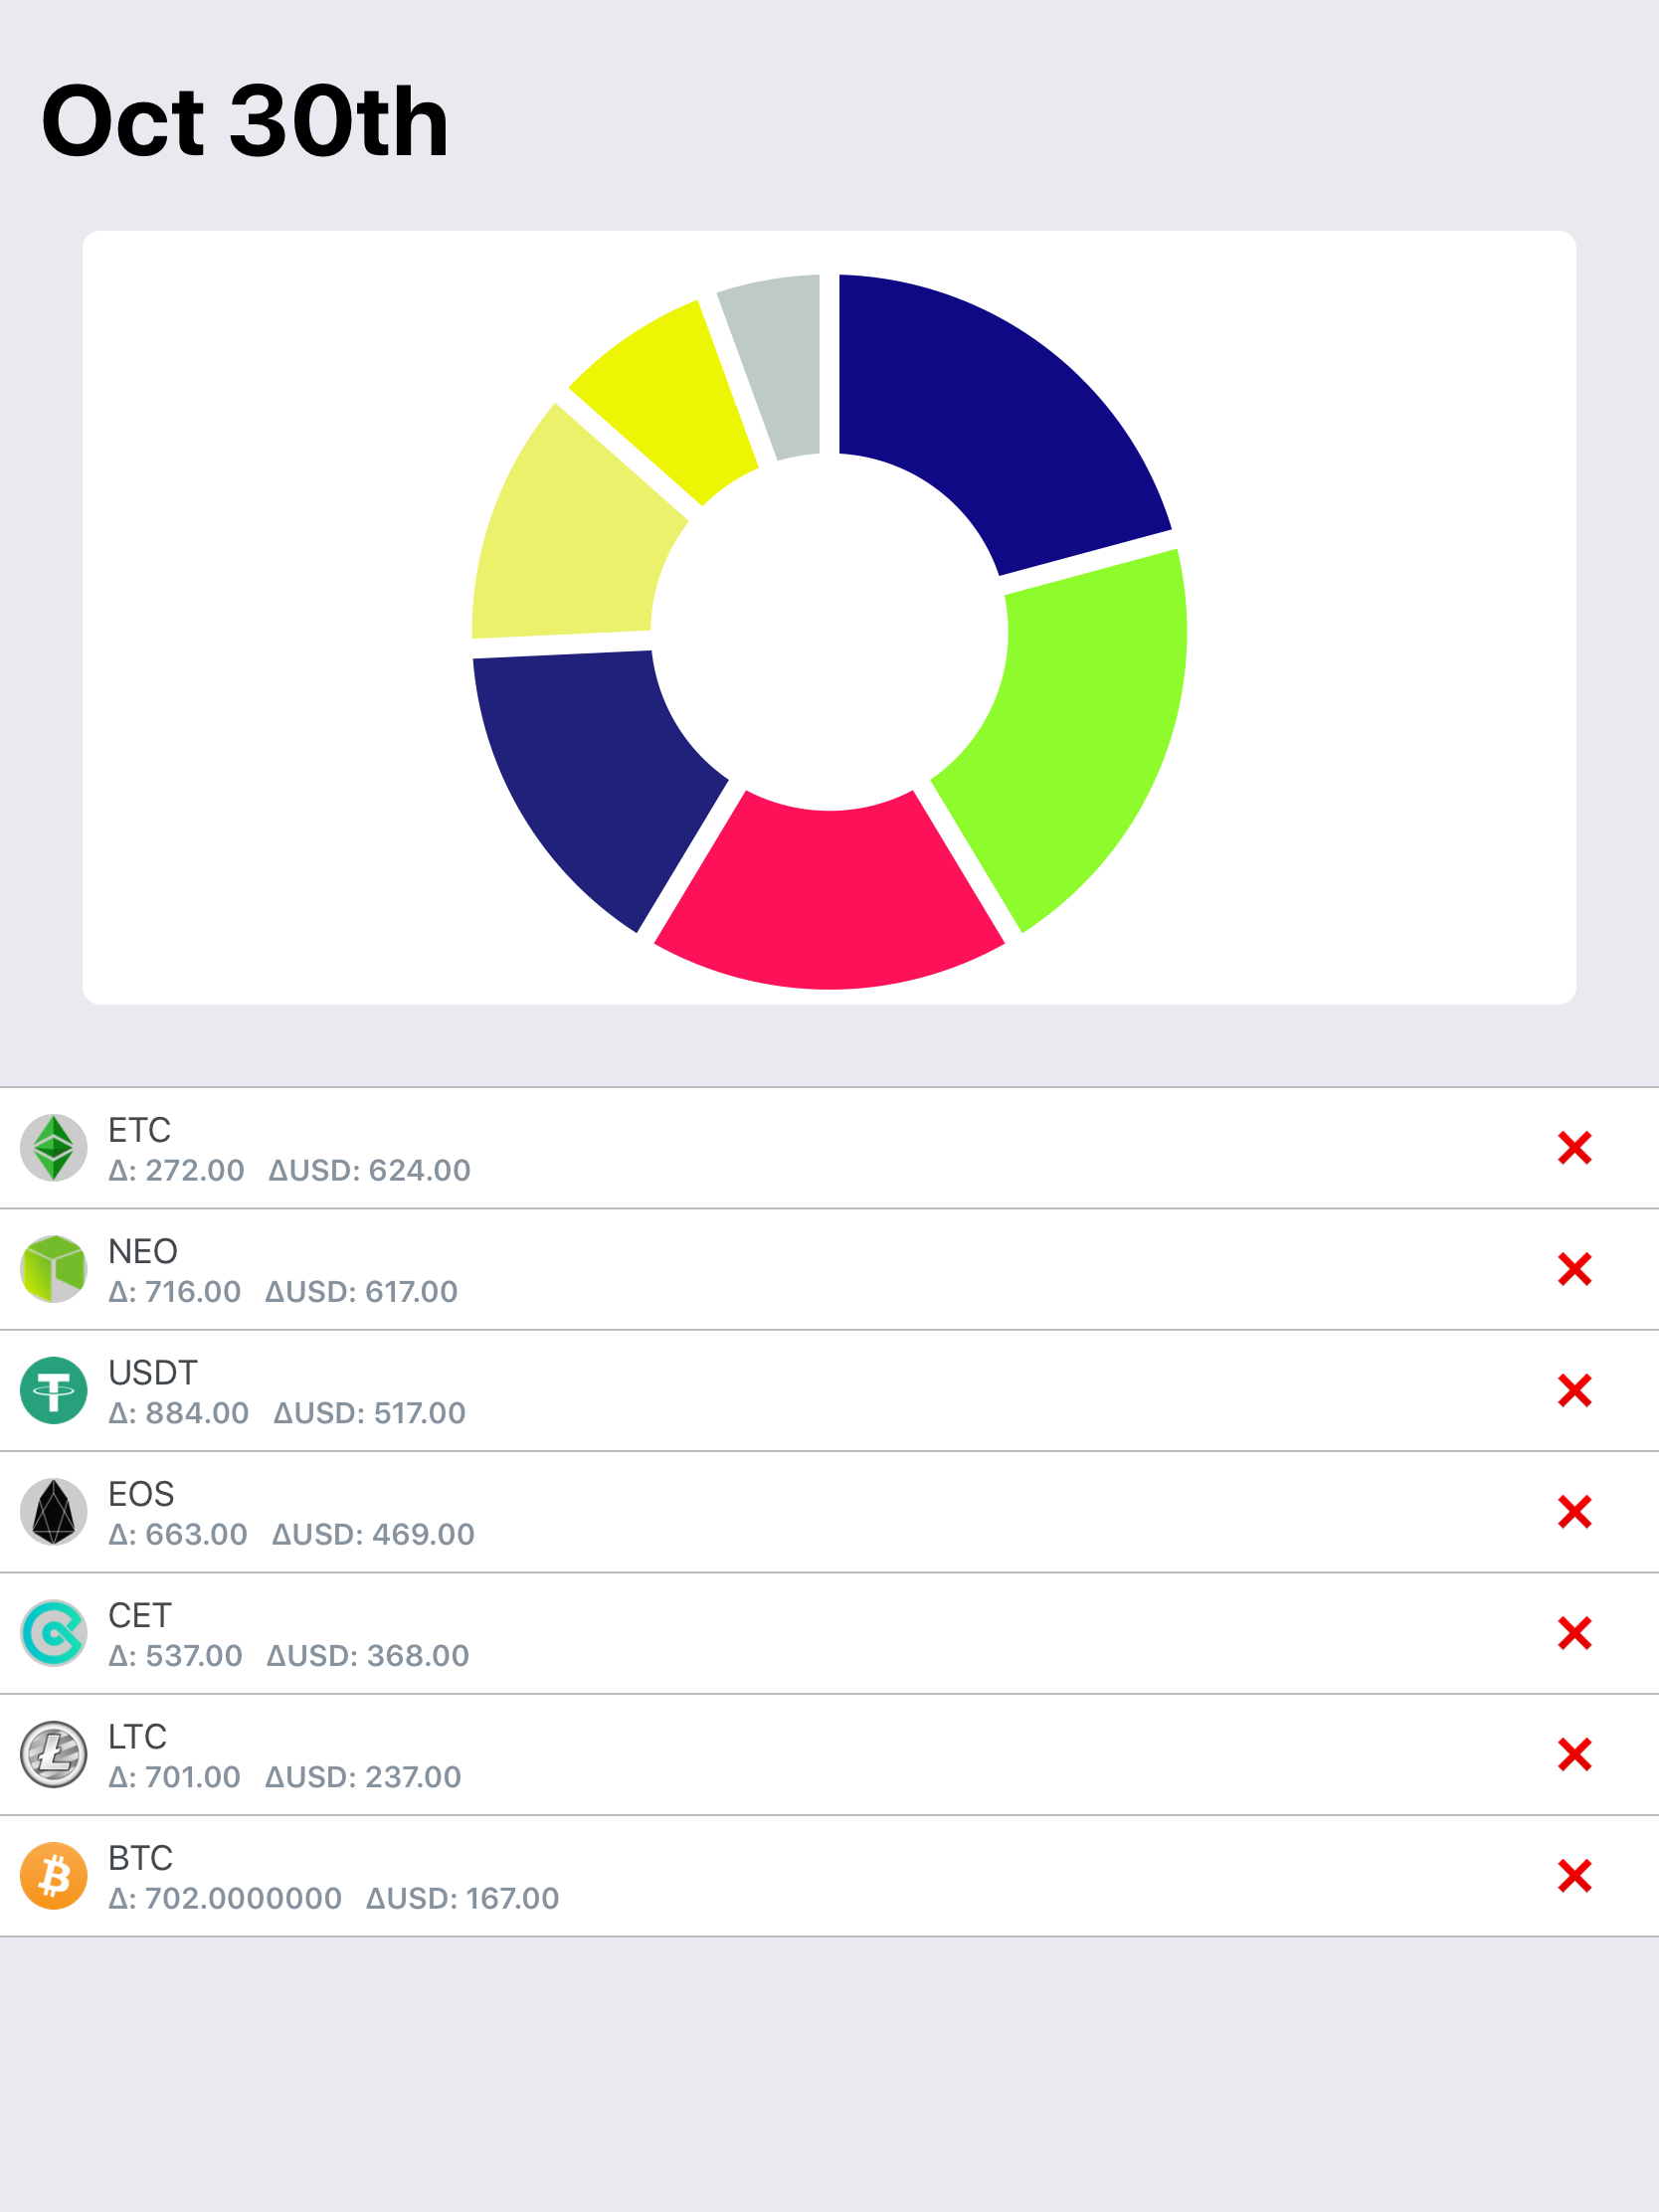 Oct 30th
ETC
Δ: 272.00 ΔUSD: 624.00
NEO
Δ: 716.00 ΔUSD: 617.00
USDT
Δ: 884.00 ΔUSD: 517.00
EOS
Δ: 663.00 ΔUSD: 469.00
CET
Δ: 537.00 ΔUSD: 368.00
LTC
Δ: 701.00 ΔUSD: 237.00
BTC
Δ: 702.0000000 ΔUSD: 167.00